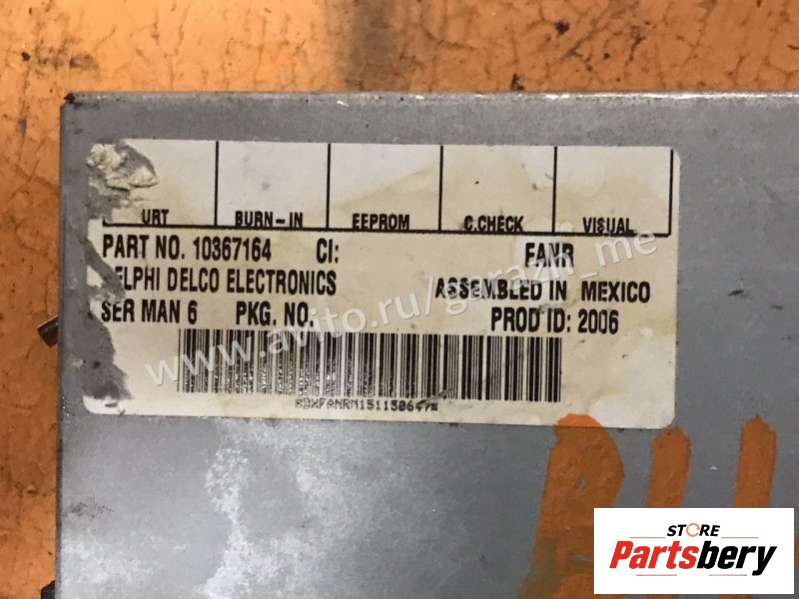 URT BURN-IN EEPROM C.CHECK VISUAL
PART NO. 10367164 CI: FANR
ELPHI DELCO ELECTRONICS ASSEMBLED IN MEXICO
SER MAN 6 PKG. NO. PROD ID: 2006
www.avito.ru/garazh_me
STORE
Partsbery